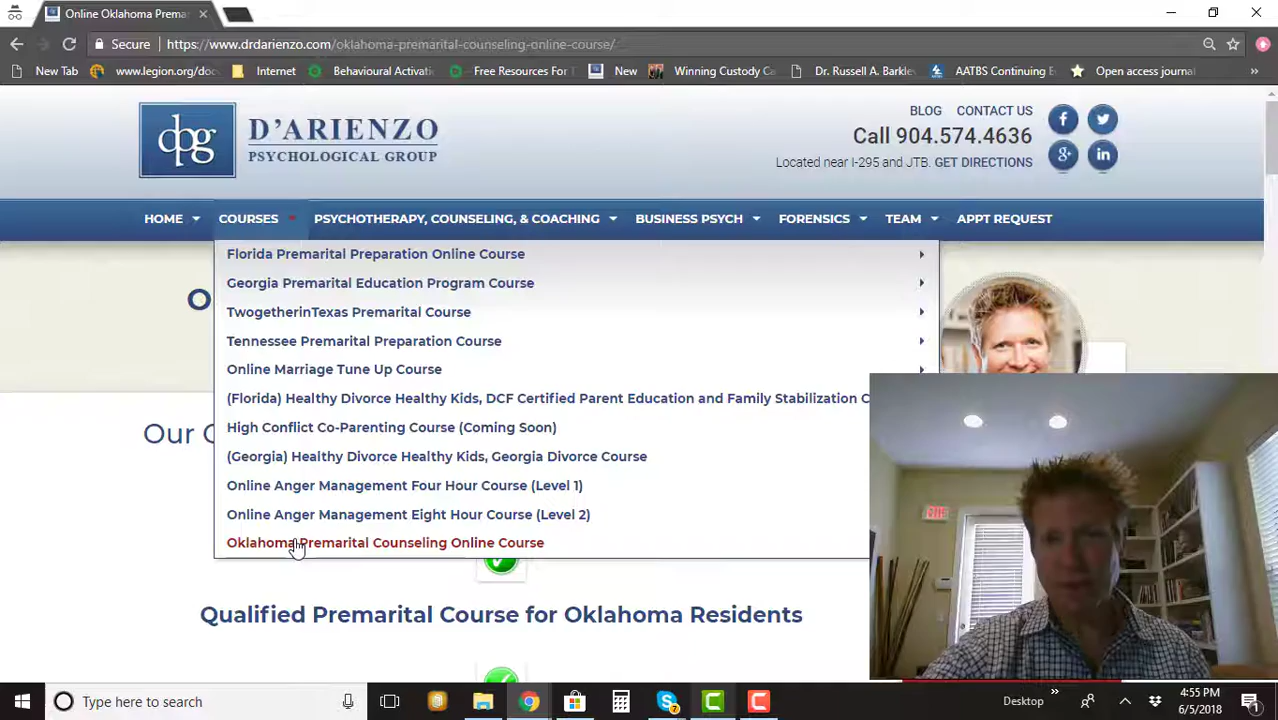 Online Oklahoma Prema
Secure
https://www.drdarienzo.com/oklahoma-premarital-counseling-online-course/
New Tab
www.legion.org/doc
Internet
Behavioural Activati
Free Resources For T
New
Winning Custody Ca
Dr. Russell A. Barkle
AATBS Continuing E
Open access journal
»
dpg
D'ARIENZO
PSYCHOLOGICAL GROUP
BLOG CONTACT US
Call 904.574.4636
Located near I-295 and JTB. GET DIRECTIONS
HOME COURSES PSYCHOTHERAPY, COUNSELING, & COACHING BUSINESS PSYCH FORENSICS TEAM APPT REQUEST
Florida Premarital Preparation Online Course
Georgia Premarital Education Program Course
TwogetherinTexas Premarital Course
Tennessee Premarital Preparation Course
Online Marriage Tune Up Course
(Florida) Healthy Divorce Healthy Kids, DCF Certified Parent Education and Family Stabilization C
High Conflict Co-Parenting Course (Coming Soon)
(Georgia) Healthy Divorce Healthy Kids, Georgia Divorce Course
Online Anger Management Four Hour Course (Level 1)
Online Anger Management Eight Hour Course (Level 2)
Oklahoma Premarital Counseling Online Course
O
Our
Qualified Premarital Course for Oklahoma Residents
Type here to search
Desktop
»
4:55 PM
6/5/2018